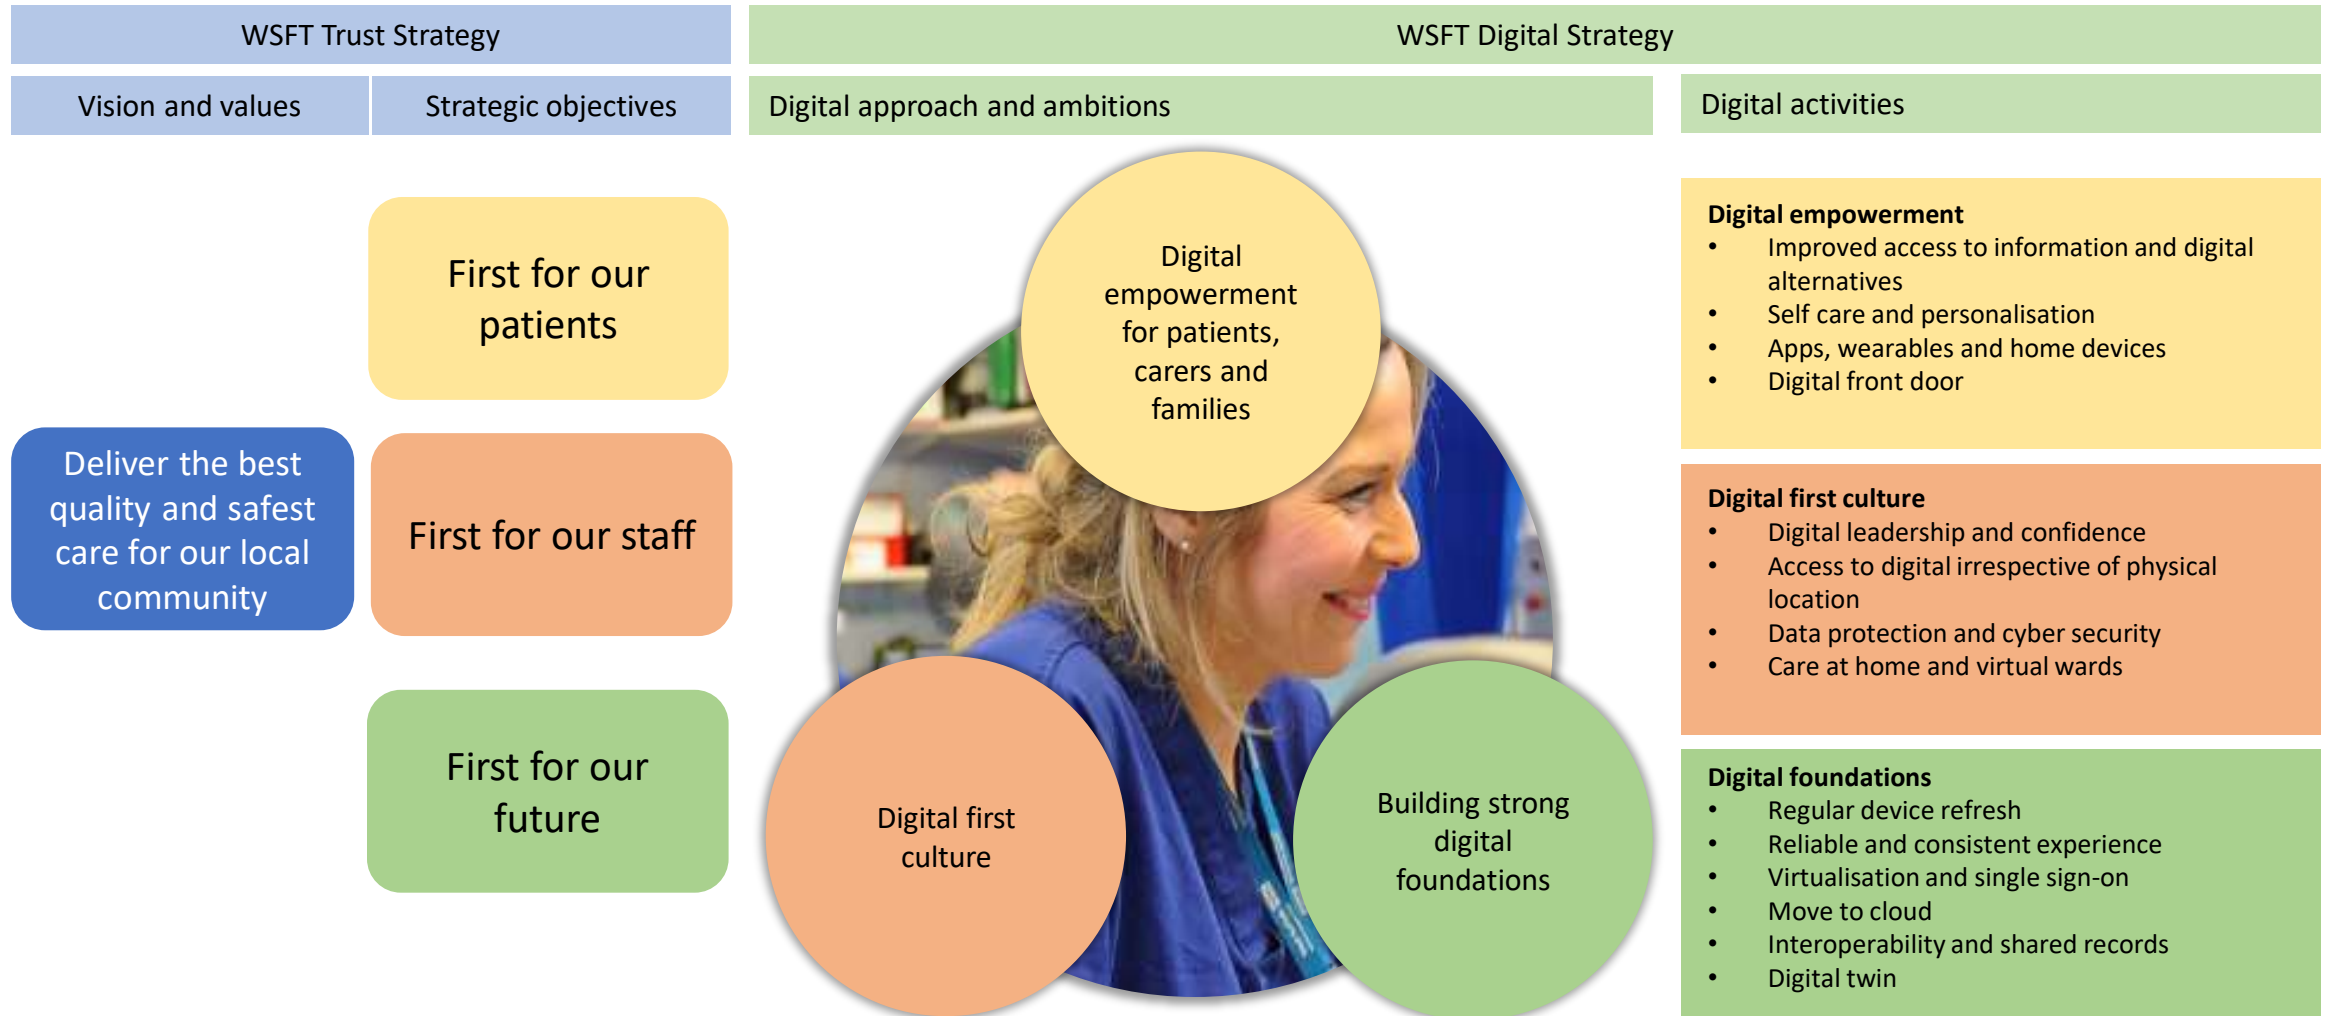 WSFT Trust Strategy
WSFT Digital Strategy
Vision and values
Strategic objectives
Digital approach and ambitions
Digital activities
Deliver the best
quality and safest
care for our local
community
First for our
patients
First for our staff
First for our
future
Digital
empowerment
for patients,
carers and
families
Digital first
culture
Building strong
digital
foundations
Digital empowerment
• Improved access to information and digital
alternatives
• Self care and personalisation
• Apps, wearables and home devices
• Digital front door
Digital first culture
• Digital leadership and confidence
• Access to digital irrespective of physical
location
• Data protection and cyber security
• Care at home and virtual wards
Digital foundations
• Regular device refresh
• Reliable and consistent experience
• Virtualisation and single sign-on
• Move to cloud
• Interoperability and shared records
• Digital twin